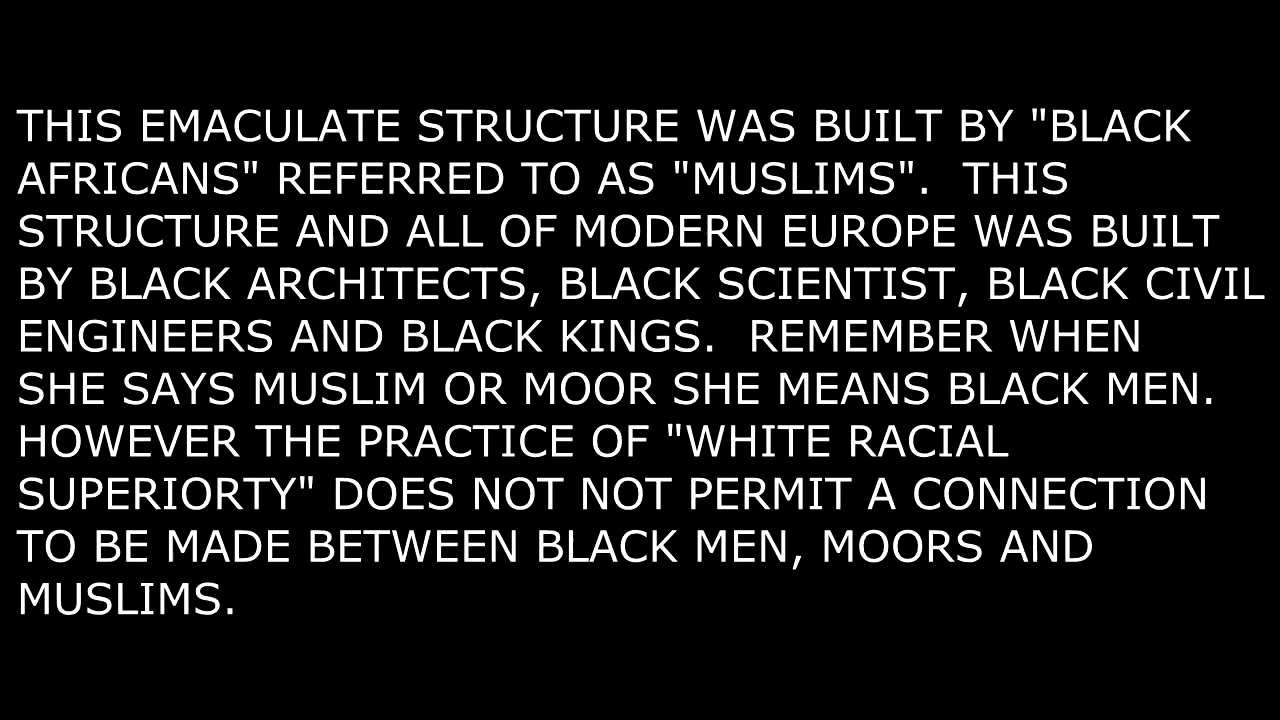 THIS EMACULATE STRUCTURE WAS BUILT BY "BLACK
AFRICANS" REFERRED TO AS "MUSLIMS".  THIS
STRUCTURE AND ALL OF MODERN EUROPE WAS BUILT
BY BLACK ARCHITECTS, BLACK SCIENTIST, BLACK CIVIL
ENGINEERS AND BLACK KINGS.  REMEMBER WHEN
SHE SAYS MUSLIM OR MOOR SHE MEANS BLACK MEN.
HOWEVER THE PRACTICE OF "WHITE RACIAL
SUPERIORTY" DOES NOT NOT PERMIT A CONNECTION
TO BE MADE BETWEEN BLACK MEN, MOORS AND
MUSLIMS.